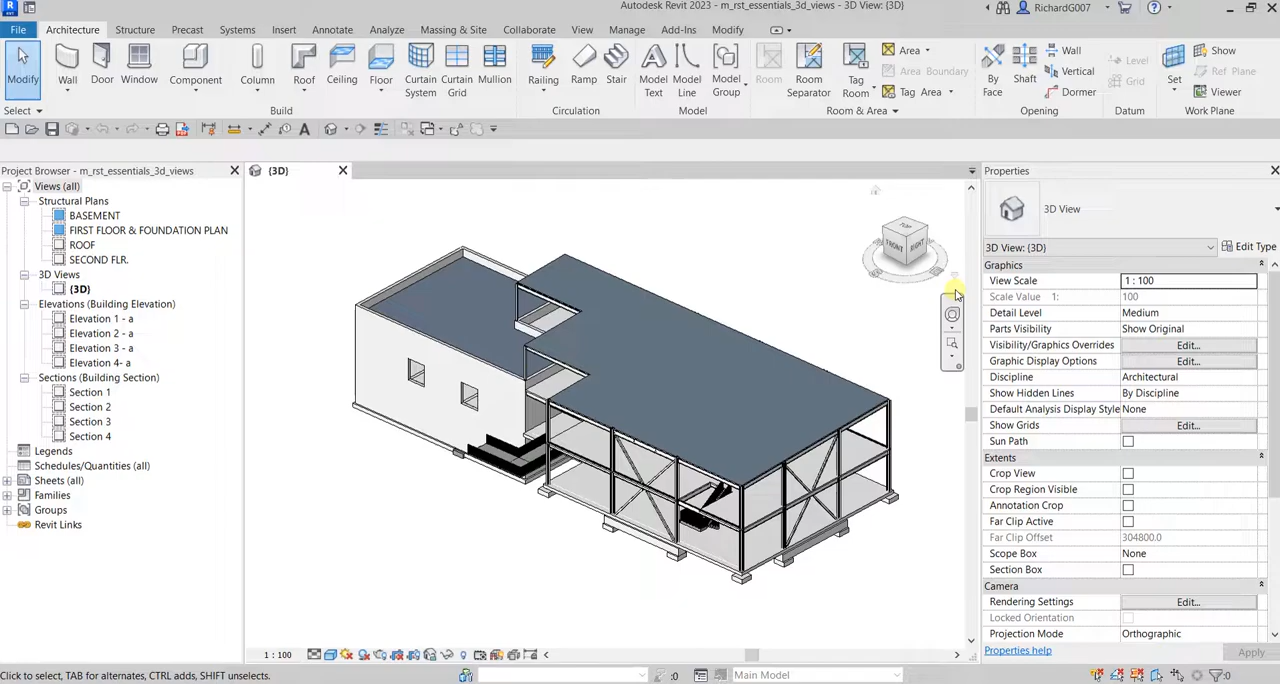 Autodesk Revit 2023 - m_rst_essentials_3d_views - 3D View: {3D}
RichardG007
File Architecture Structure Precast Systems Insert Annotate Analyze Massing & Site Collaborate View Manage Add-Ins Modify
Modify Wall Door Window Component Column Roof Ceiling Floor Curtain System Curtain Grid Mullion Railing Ramp Stair Model Text Model Line Model Group Room Room Separator Tag Room Area Area Boundary Tag Area By Face Shaft Wall Vertical Dormer Level Grid Set Show Ref Plane Viewer
Select Build Circulation Model Room & Area Opening Datum Work Plane
Project Browser - m_rst_essentials_3d_views
Views (all)
Structural Plans
BASEMENT
FIRST FLOOR & FOUNDATION PLAN
ROOF
SECOND FLR.
3D Views
{3D}
Elevations (Building Elevation)
Elevation 1 - a
Elevation 2 - a
Elevation 3 - a
Elevation 4- a
Sections (Building Section)
Section 1
Section 2
Section 3
Section 4
Legends
Schedules/Quantities (all)
Sheets (all)
Families
Groups
Revit Links
{3D}
TOP
FRONT RIGHT
1 : 100
Properties
3D View
3D View: {3D} Edit Type
Graphics
View Scale 1 : 100
Scale Value 1: 100
Detail Level Medium
Parts Visibility Show Original
Visibility/Graphics Overrides Edit...
Graphic Display Options Edit...
Discipline Architectural
Show Hidden Lines By Discipline
Default Analysis Display Style None
Show Grids Edit...
Sun Path
Extents
Crop View
Crop Region Visible
Annotation Crop
Far Clip Active
Far Clip Offset 304800.0
Scope Box None
Section Box
Camera
Rendering Settings Edit...
Locked Orientation
Projection Mode Orthographic
Properties help Apply
Click to select, TAB for alternates, CTRL adds, SHIFT unselects. :0 Main Model :0